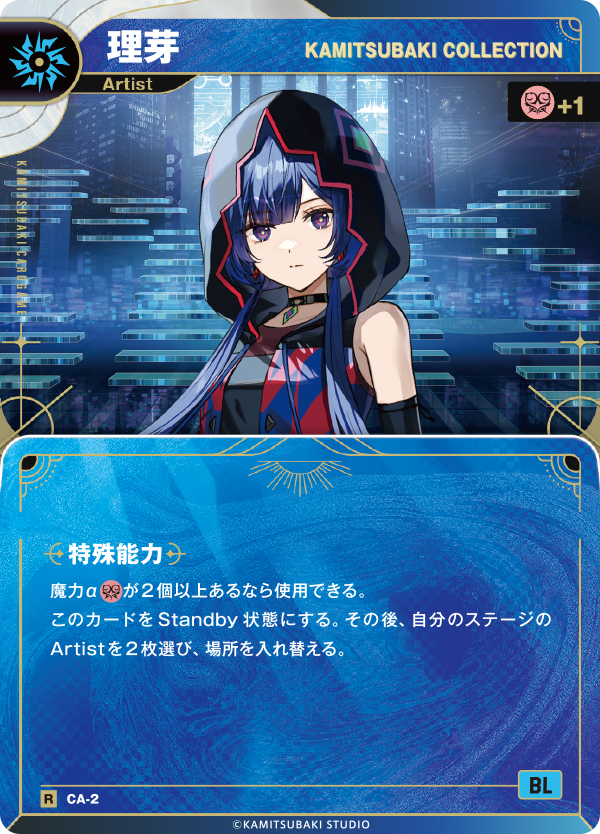 理芽
KAMITSUBAKI COLLECTION
Artist
+1
KAMITSUBAKI CARD GAME
特殊能力
魔力αが2個以上あるなら使用できる。
このカードをStandby状態にする。その後、自分のステージの
Artistを2枚選び、場所を入れ替える。
BL
R CA-2
©KAMITSUBAKI STUDIO